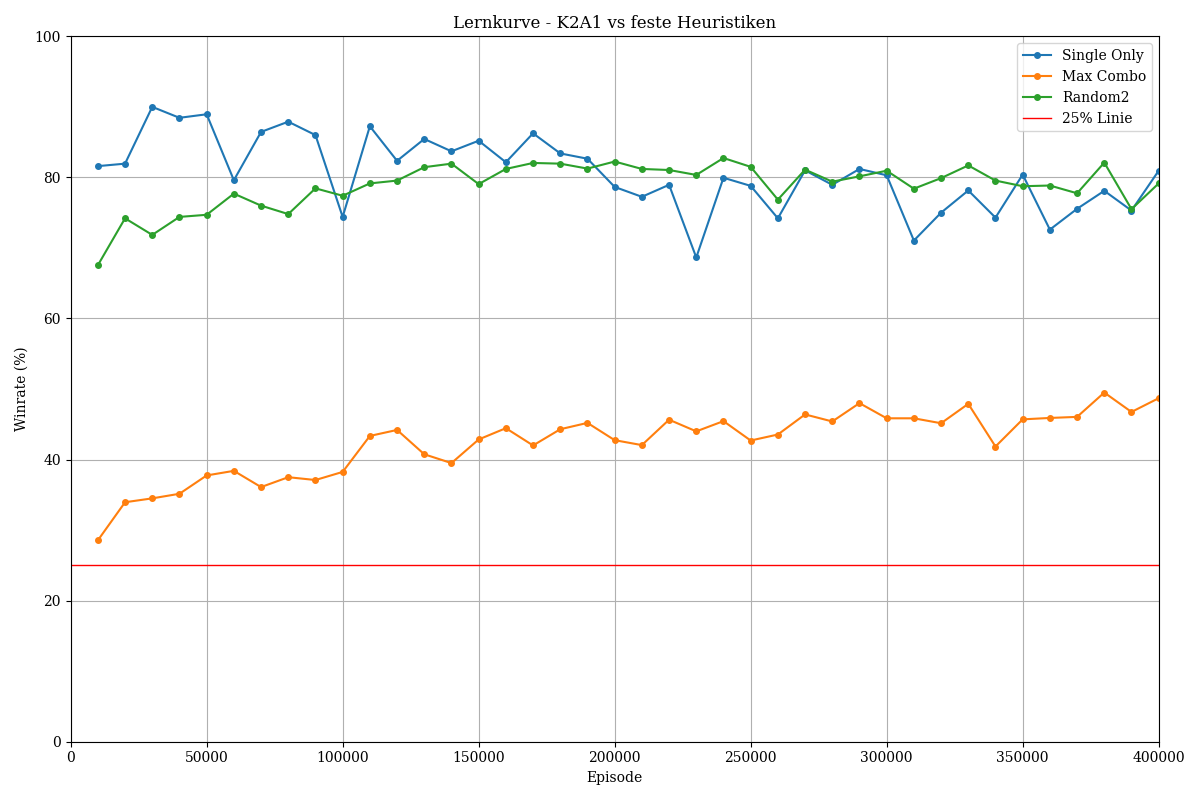 Lernkurve - K2A1 vs feste Heuristiken
Single Only
Max Combo
Random2
25% Linie
Winrate (%)
100
80
60
40
20
0
0 50000 100000 150000 200000 250000 300000 350000 400000
Episode